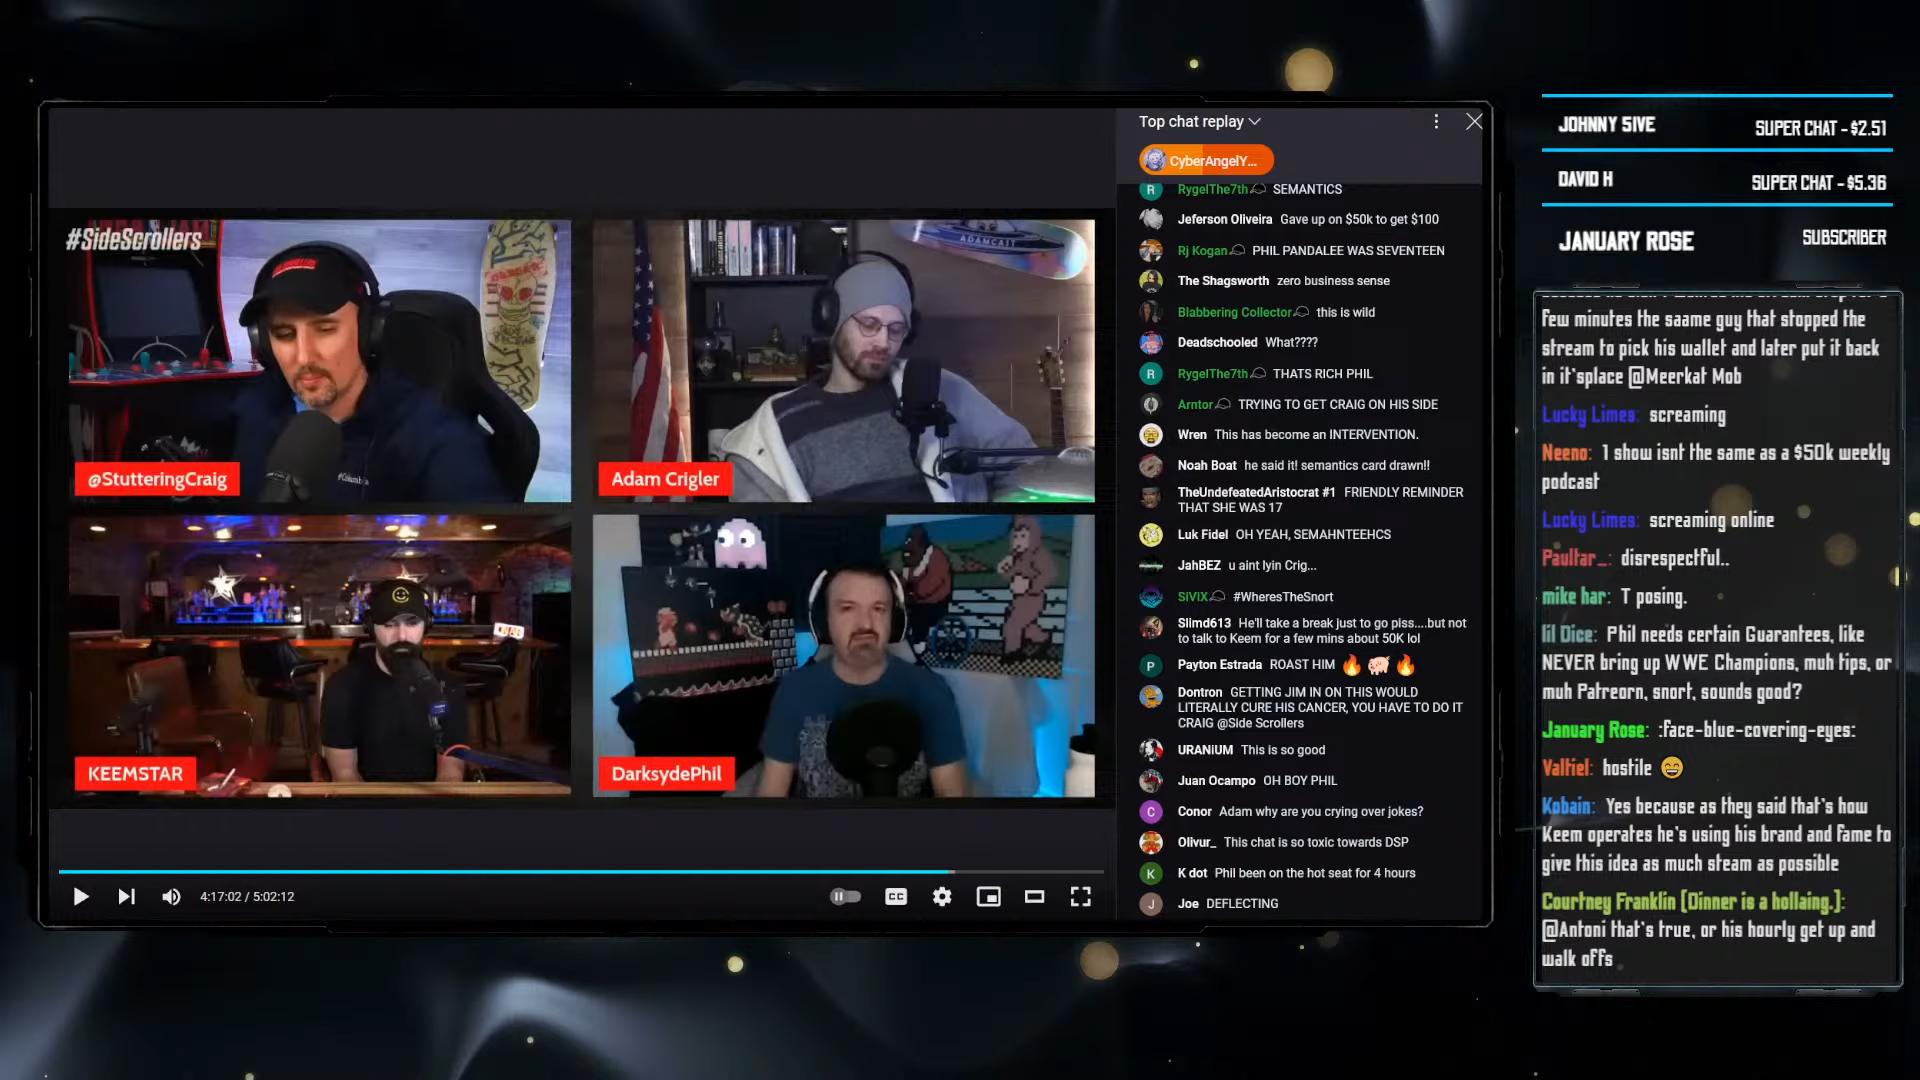 #SideScrollers
ADAMCAST
@StutteringCraig
Adam Crigler
KEEMSTAR
DarksydePhil
4:17:02 / 5:02:12
CC
Top chat replay
CyberAngelY...
RygelThe7th SEMANTICS
Jeferson Oliveira Gave up on $50k to get $100
Rj Kogan PHIL PANDALEE WAS SEVENTEEN
The Shagsworth zero business sense
Blabbering Collector this is wild
Deadschooled What????
R RygelThe7th THATS RICH PHIL
Arntor TRYING TO GET CRAIG ON HIS SIDE
Wren This has become an INTERVENTION.
Noah Boat he said it! semantics card drawn!!
TheUndefeatedAristocrat #1 FRIENDLY REMINDER
THAT SHE WAS 17
Luk Fidel OH YEAH, SEMAHNTEEHCS
JahBEZ u aint lyin Crig...
SiViX #WheresTheSnort
Slimd613 He'll take a break just to go piss....but not
to talk to Keem for a few mins about 50K lol
P Payton Estrada ROAST HIM 🔥 🐖 🔥
Dontron GETTING JIM IN ON THIS WOULD
LITERALLY CURE HIS CANCER, YOU HAVE TO DO IT
CRAIG @Side Scrollers
URANiUM This is so good
Juan Ocampo OH BOY PHIL
C Conor Adam why are you crying over jokes?
Olivur_ This chat is so toxic towards DSP
K K dot Phil been on the hot seat for 4 hours
J Joe DEFLECTING
JOHNNY 5IVE SUPER CHAT - $2.51
DAVID H SUPER CHAT - $5.36
JANUARY ROSE SUBSCRIBER
few minutes the saame guy that stopped the
stream to pick his wallet and later put it back
in it'splace @Meerkat Mob
Lucky Limes: screaming
Neeno: 1 show isnt the same as a $50k weekly
podcast
Lucky Limes: screaming online
Paultar_: disrespectful..
mike har: T posing.
lil Dice: Phil needs certain Guarantees, like
NEVER bring up WWE Champions, muh tips, or
muh Patreorn, snort, sounds good?
January Rose: :face-blue-covering-eyes:
Valfiel: hostile 😄
Kobain: Yes because as they said that's how
Keem operates he's using his brand and fame to
give this idea as much steam as possible
Courtney Franklin (Dinner is a hollaing.):
@Antoni that's true, or his hourly get up and
walk offs